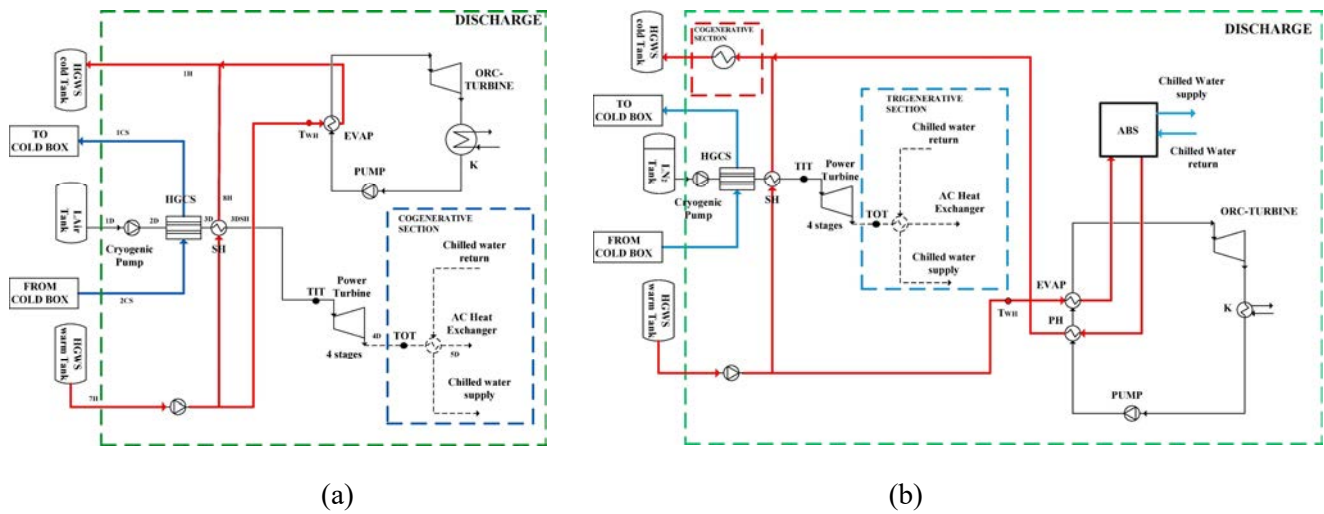 DISCHARGE
HGWS
cold Tank
1H
ORC-
TURBINE
TO
COLD BOX
1CS
TWH
EVAP
K
PUMP
HGCS
8H
LAir
Tank
1D
2D
3D
3DSH
Cryogenic
Pump
SH
FROM
COLD BOX
2CS
COGENERATIVE
SECTION
Chilled water
return
TIT
Power
Turbine
4D
TOT
AC Heat
Exchanger
5D
4 stages
Chilled water
supply
HGWS
warm Tank
7H
(a)
DISCHARGE
COGENERATIVE
SECTION
HGWS
cold Tank
TO
COLD BOX
TRIGENERATIVE
SECTION
Chilled water
return
Chilled Water
supply
ABS
Chilled Water
return
LN2
Tank
HGCS
TIT
Power
Turbine
Cryogenic
Pump
SH
4 stages
TOT
AC Heat
Exchanger
Chilled water
supply
FROM
COLD BOX
ORC-TURBINE
EVAP
TWH
PH
K
HGWS
warm Tank
PUMP
(b)